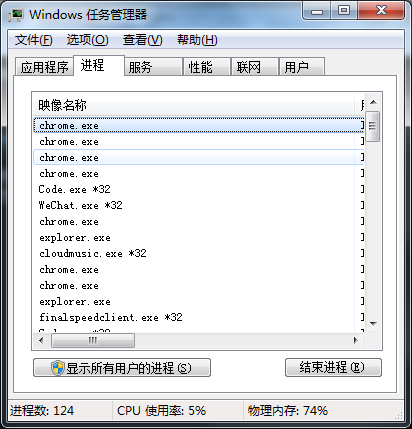 Windows 任务管理器
文件(F) 选项(O) 查看(V) 帮助(H)
应用程序 进程 服务 性能 联网 用户
映像名称
chrome.exe
chrome.exe
chrome.exe
chrome.exe
Code.exe *32
WeChat.exe *32
chrome.exe
explorer.exe
cloudmusic.exe *32
chrome.exe
chrome.exe
explorer.exe
finalspeedclient.exe *32
显示所有用户的进程(S) 结束进程(E)
进程数: 124 CPU 使用率: 5% 物理内存: 74%